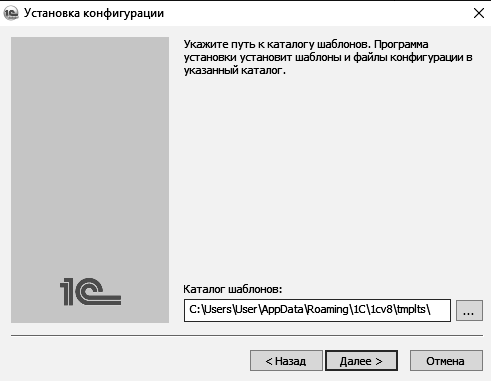 Установка конфигурации
Укажите путь к каталогу шаблонов. Программа
установки установит шаблоны и файлы конфигурации в
указанный каталог.
1С
Каталог шаблонов:
C:\Users\User\AppData\Roaming\1C\1cv8\tmplts\
...
< Назад
Далее >
Отмена